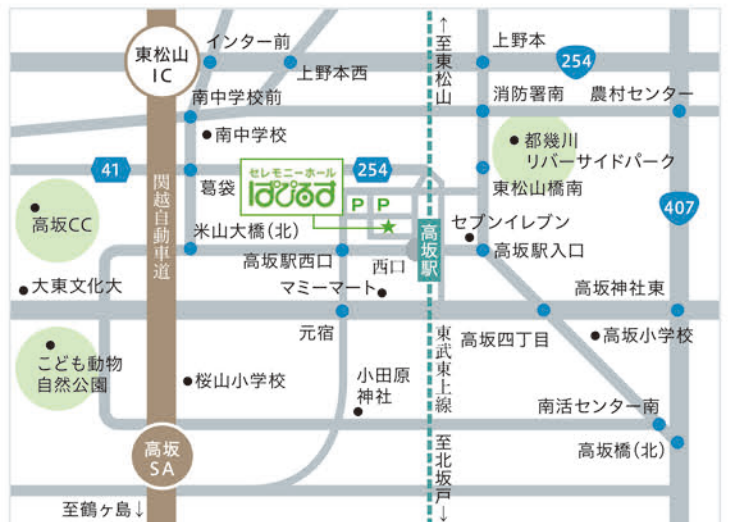 東松山
IC
インター前
上野本西
↑至東松山
上野本
254
南中学校前
消防署南
農村センター
南中学校
都幾川
リバーサイドパーク
41
葛袋
セレモニーホール
ぱぴるす
254
東松山橋南
407
P P
関越自動車道
高坂CC
米山大橋(北)
高坂駅西口
西口
高坂駅
セブンイレブン
高坂駅入口
大東文化大
マミーマート
高坂神社東
元宿
東武東上線
高坂四丁目
高坂小学校
こども動物
自然公園
桜山小学校
小田原
神社
南活センター南
高坂橋(北)
高坂
SA
至北坂戸↓
至鶴ヶ島↓